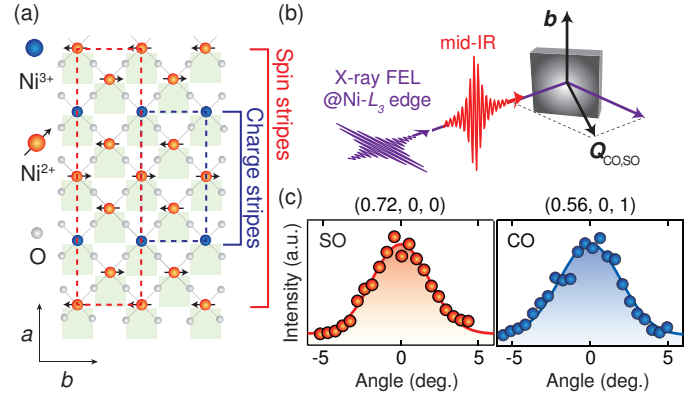 (a)
Ni3+
Ni2+
O
a
b
Spin stripes
Charge stripes
(b)
X-ray FEL
@Ni-L3 edge
mid-IR
b
QCO,SO
(c)
(0.72, 0, 0)
(0.56, 0, 1)
SO
CO
Intensity (a.u.)
-5 0 5
-5 0 5
Angle (deg.)
Angle (deg.)